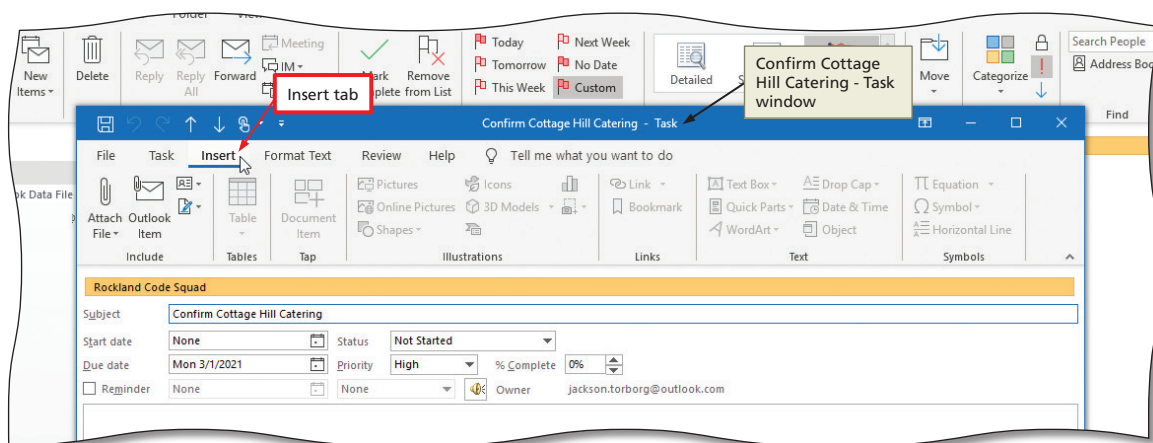 Meeting
Today
Next Week
Search People
IM
Tomorrow
No Date
Address Boo
New
Items
Delete
Reply
Reply
All
Forward
Remove
from List
This Week
Custom
Detailed
Move
Categorize
Find
Insert tab
Confirm Cottage
Hill Catering - Task
window
Confirm Cottage Hill Catering - Task
File Task Insert Format Text Review Help Tell me what you want to do
ok Data File
Attach
File
Outlook
Item
Table
Document
Item
Pictures
Online Pictures
Shapes
Icons
3D Models
Link
Bookmark
Text Box
Quick Parts
WordArt
Drop Cap
Date & Time
Object
Equation
Symbol
Horizontal Line
Include Tables Tap Illustrations Links Text Symbols
Rockland Code Squad
Subject Confirm Cottage Hill Catering
Start date None Status Not Started
Due date Mon 3/1/2021 Priority High % Complete 0%
Reminder None None Owner jackson.torborg@outlook.com